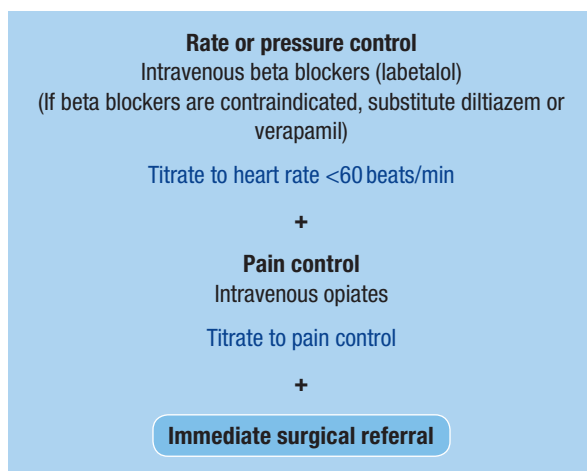 Rate or pressure control
Intravenous beta blockers (labetalol)
(If beta blockers are contraindicated, substitute diltiazem or
verapamil)
Titrate to heart rate <60 beats/min
+
Pain control
Intravenous opiates
Titrate to pain control
+
Immediate surgical referral